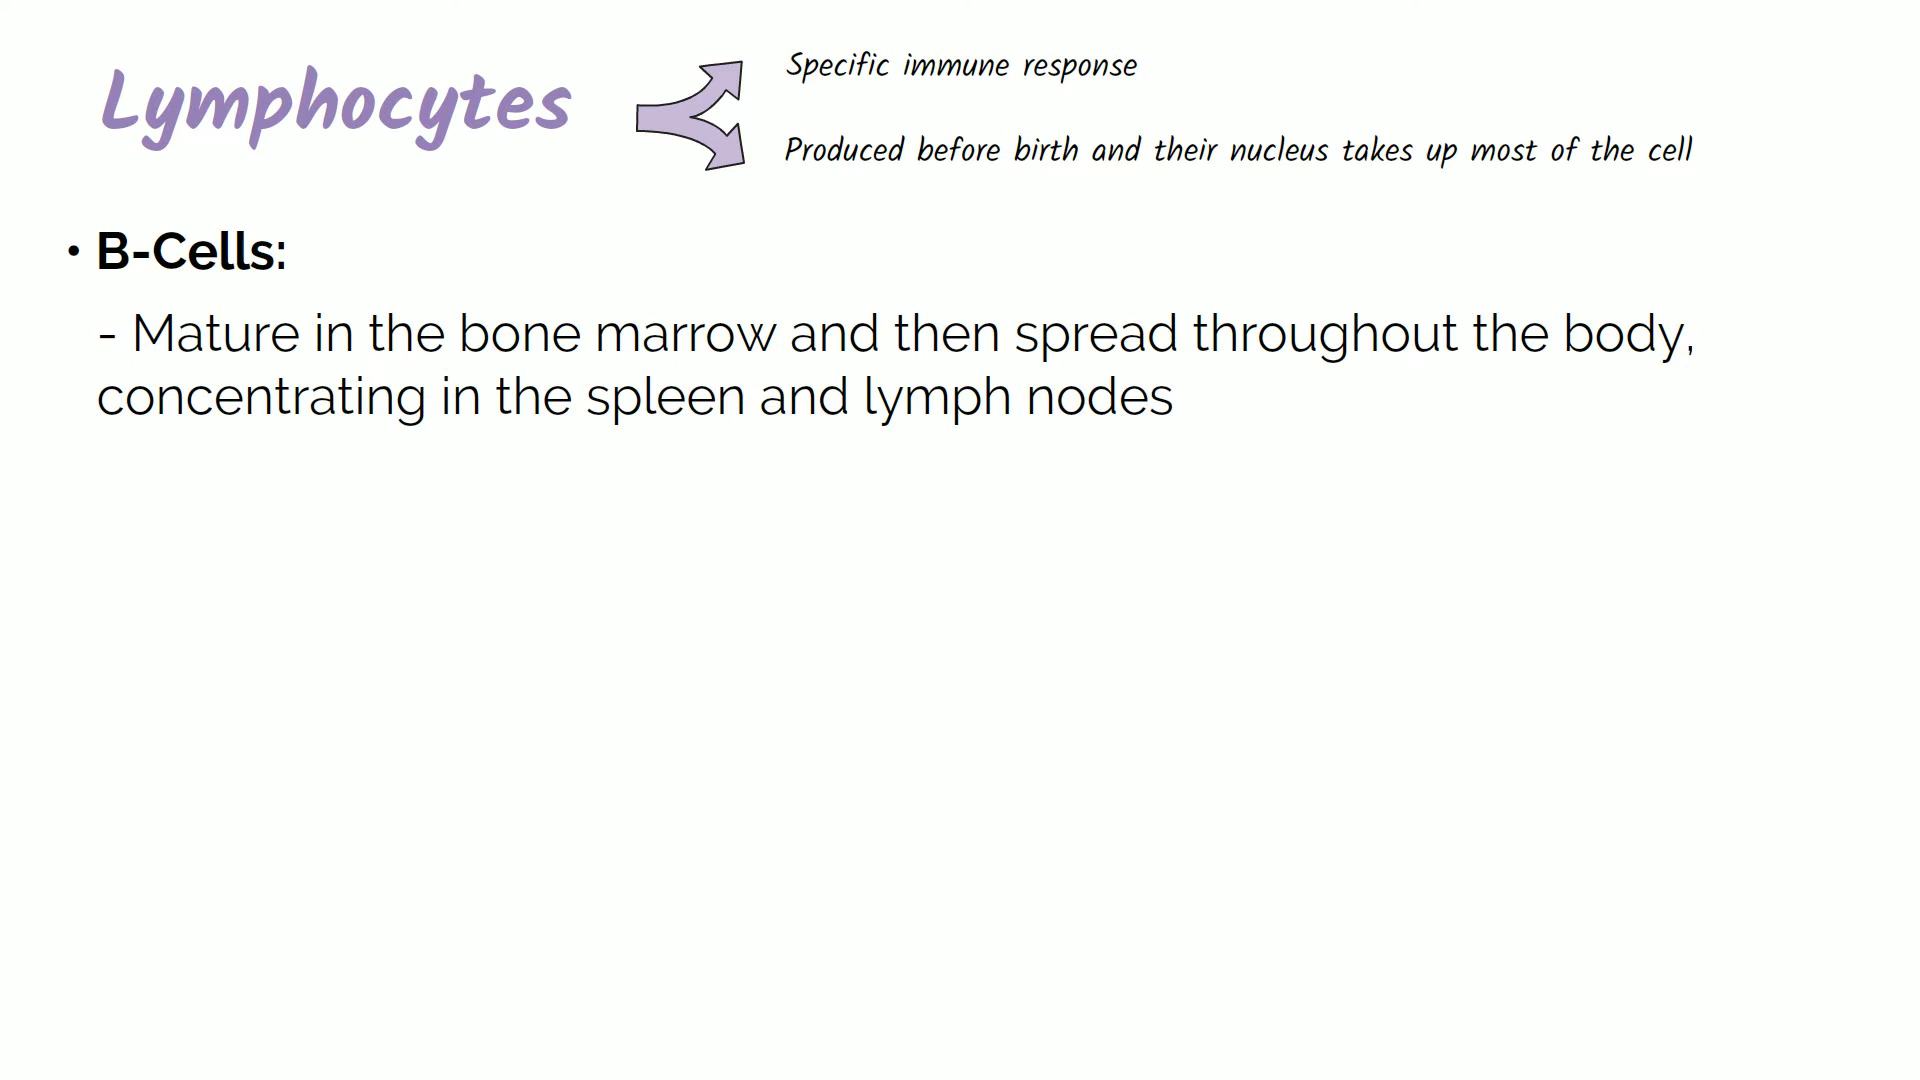 Lymphocytes
Specific immune response
Produced before birth and their nucleus takes up most of the cell
• B-Cells:
- Mature in the bone marrow and then spread throughout the body,
concentrating in the spleen and lymph nodes